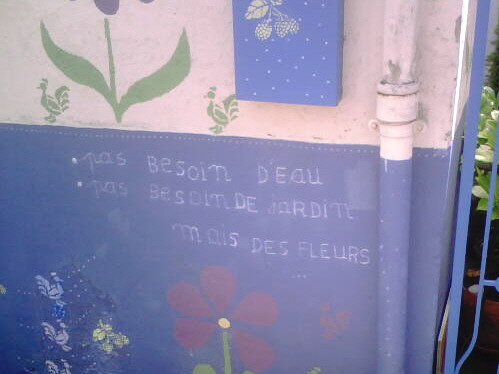 .pas BESOIN D'EAU
.pas BESOIN DE JARDIN
mais DES FLEURS
...